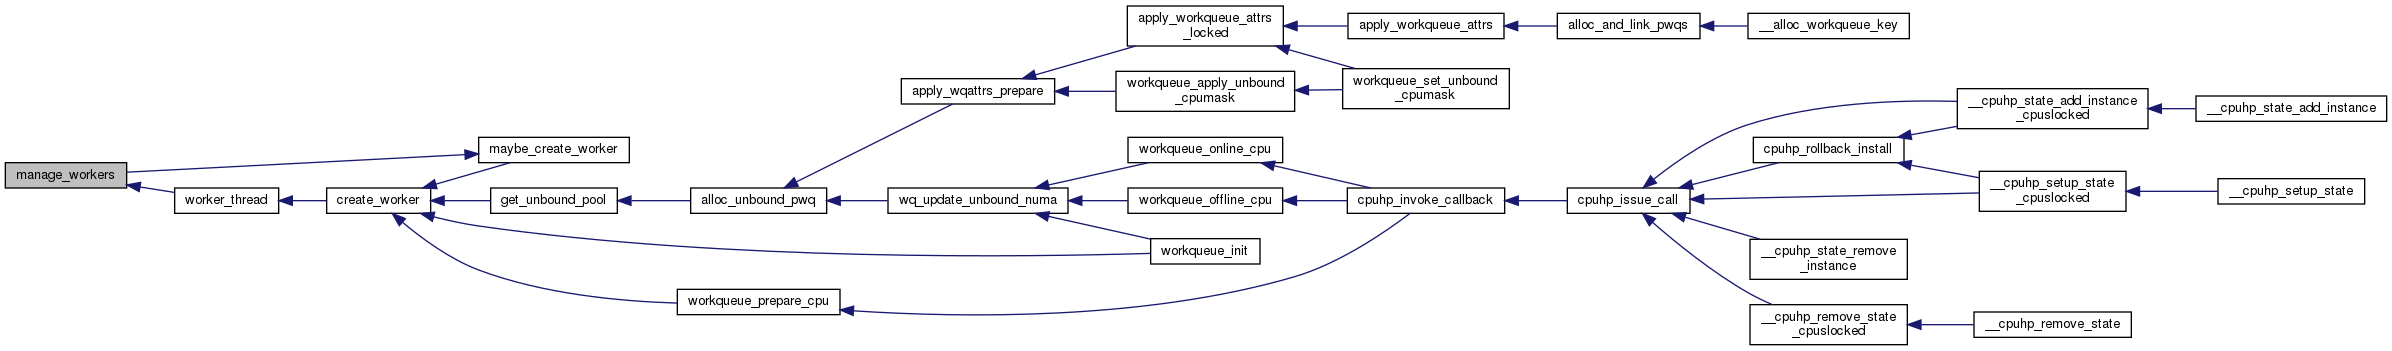 manage_workers
maybe_create_worker
worker_thread
create_worker
get_unbound_pool
workqueue_prepare_cpu
alloc_unbound_pwq
apply_wqattrs_prepare
wq_update_unbound_numa
apply_workqueue_attrs
_locked
workqueue_apply_unbound
_cpumask
workqueue_online_cpu
workqueue_offline_cpu
workqueue_init
apply_workqueue_attrs
workqueue_set_unbound
_cpumask
cpuhp_invoke_callback
alloc_and_link_pwqs
__alloc_workqueue_key
cpuhp_issue_call
cpuhp_rollback_install
__cpuhp_state_remove
_instance
__cpuhp_remove_state
_cpuslocked
__cpuhp_state_add_instance
_cpuslocked
__cpuhp_setup_state
_cpuslocked
__cpuhp_remove_state
__cpuhp_state_add_instance
__cpuhp_setup_state